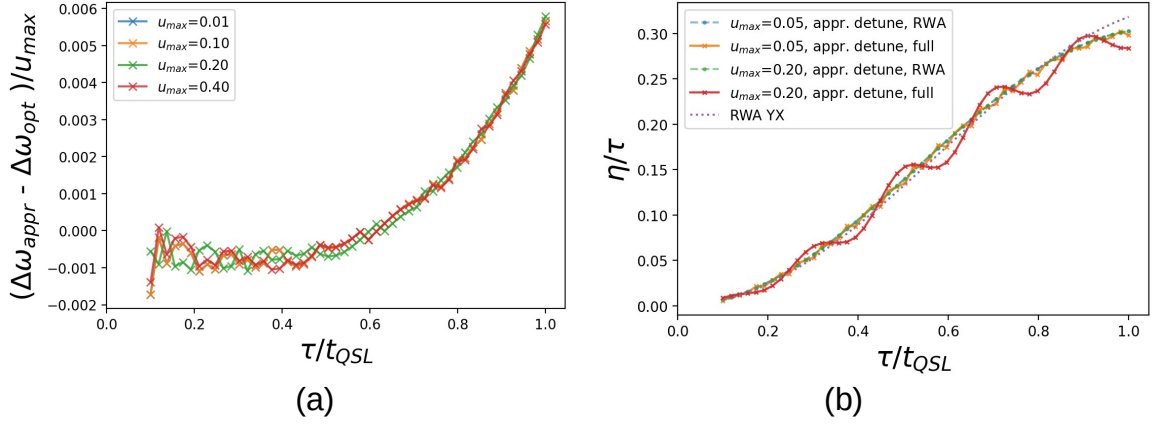 (Δω_appr - Δω_opt )/u_max
0.006
0.005
0.004
0.003
0.002
0.001
0.000
−0.001
−0.002
u_max=0.01
u_max=0.10
u_max=0.20
u_max=0.40
0.0
0.2
0.4
0.6
0.8
1.0
τ/t_QSL
(a)
η/τ
0.30
0.25
0.20
0.15
0.10
0.05
0.00
u_max=0.05, appr. detune, RWA
u_max=0.05, appr. detune, full
u_max=0.20, appr. detune, RWA
u_max=0.20, appr. detune, full
RWA YX
0.0
0.2
0.4
0.6
0.8
1.0
τ/t_QSL
(b)